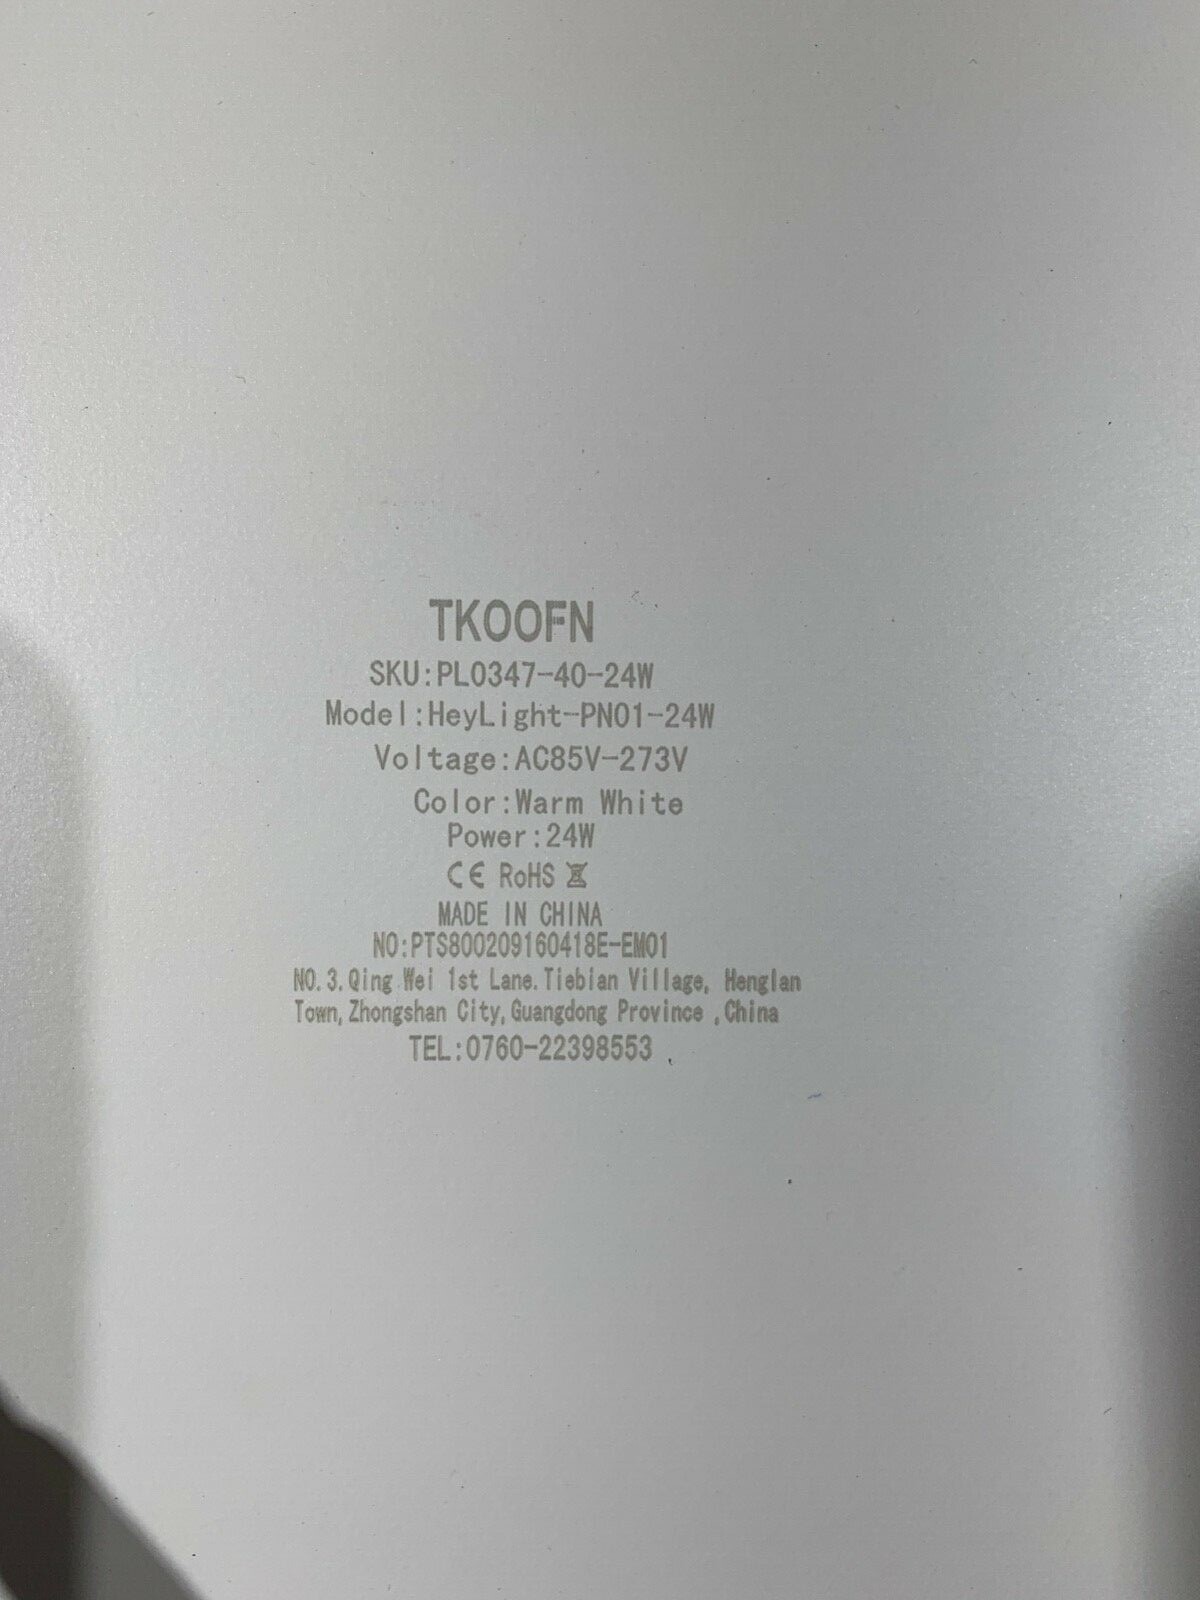 TKOOFN
SKU:PL0347-40-24W
Model:HeyLight-PN01-24W
Voltage:AC85V-273V
Color:Warm White
Power:24W
CE RoHS
MADE IN CHINA
NO:PTS800209160418E-EM01
NO.3.Qing Wei 1st Lane.Tiebian Village, Henglan
Town,Zhongshan City,Guangdong Province ,China
TEL:0760-22398553